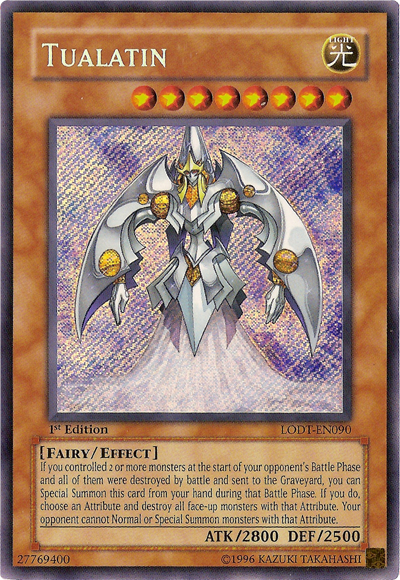 TUALATIN
LIGHT
光
1st Edition
LODT-EN090
[FAIRY/EFFECT]
If you controlled 2 or more monsters at the start of your opponent's Battle Phase
and all of them were destroyed by battle and sent to the Graveyard, you can
Special Summon this card from your hand during that Battle Phase. If you do,
choose an Attribute and destroy all face-up monsters with that Attribute. Your
opponent cannot Normal or Special Summon monsters with that Attribute.
ATK/2800 DEF/2500
27769400
©1996 KAZUKI TAKAHASHI